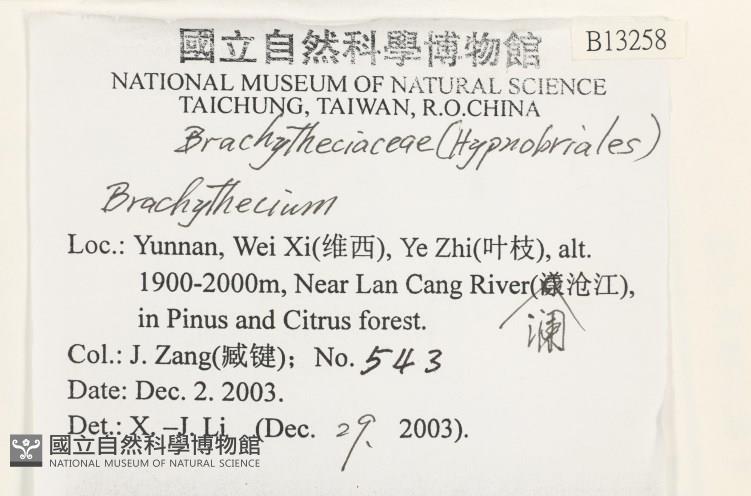 國立自然科學博物館
B13258
NATIONAL MUSEUM OF NATURAL SCIENCE
TAICHUNG, TAIWAN, R.O.CHINA
Brachytheciaceae (Hypnobriales)
Brachythecium
Loc.: Yunnan, Wei Xi(维西), Ye Zhi(叶枝), alt.
1900-2000m, Near Lan Cang River(沧江),
澜
in Pinus and Citrus forest.
Col.: J. Zang(臧键); No. 543
Date: Dec. 2. 2003.
Det.: X. –J. Li (Dec. 29. 2003).
國立自然科學博物館
NATIONAL MUSEUM OF NATURAL SCIENCE